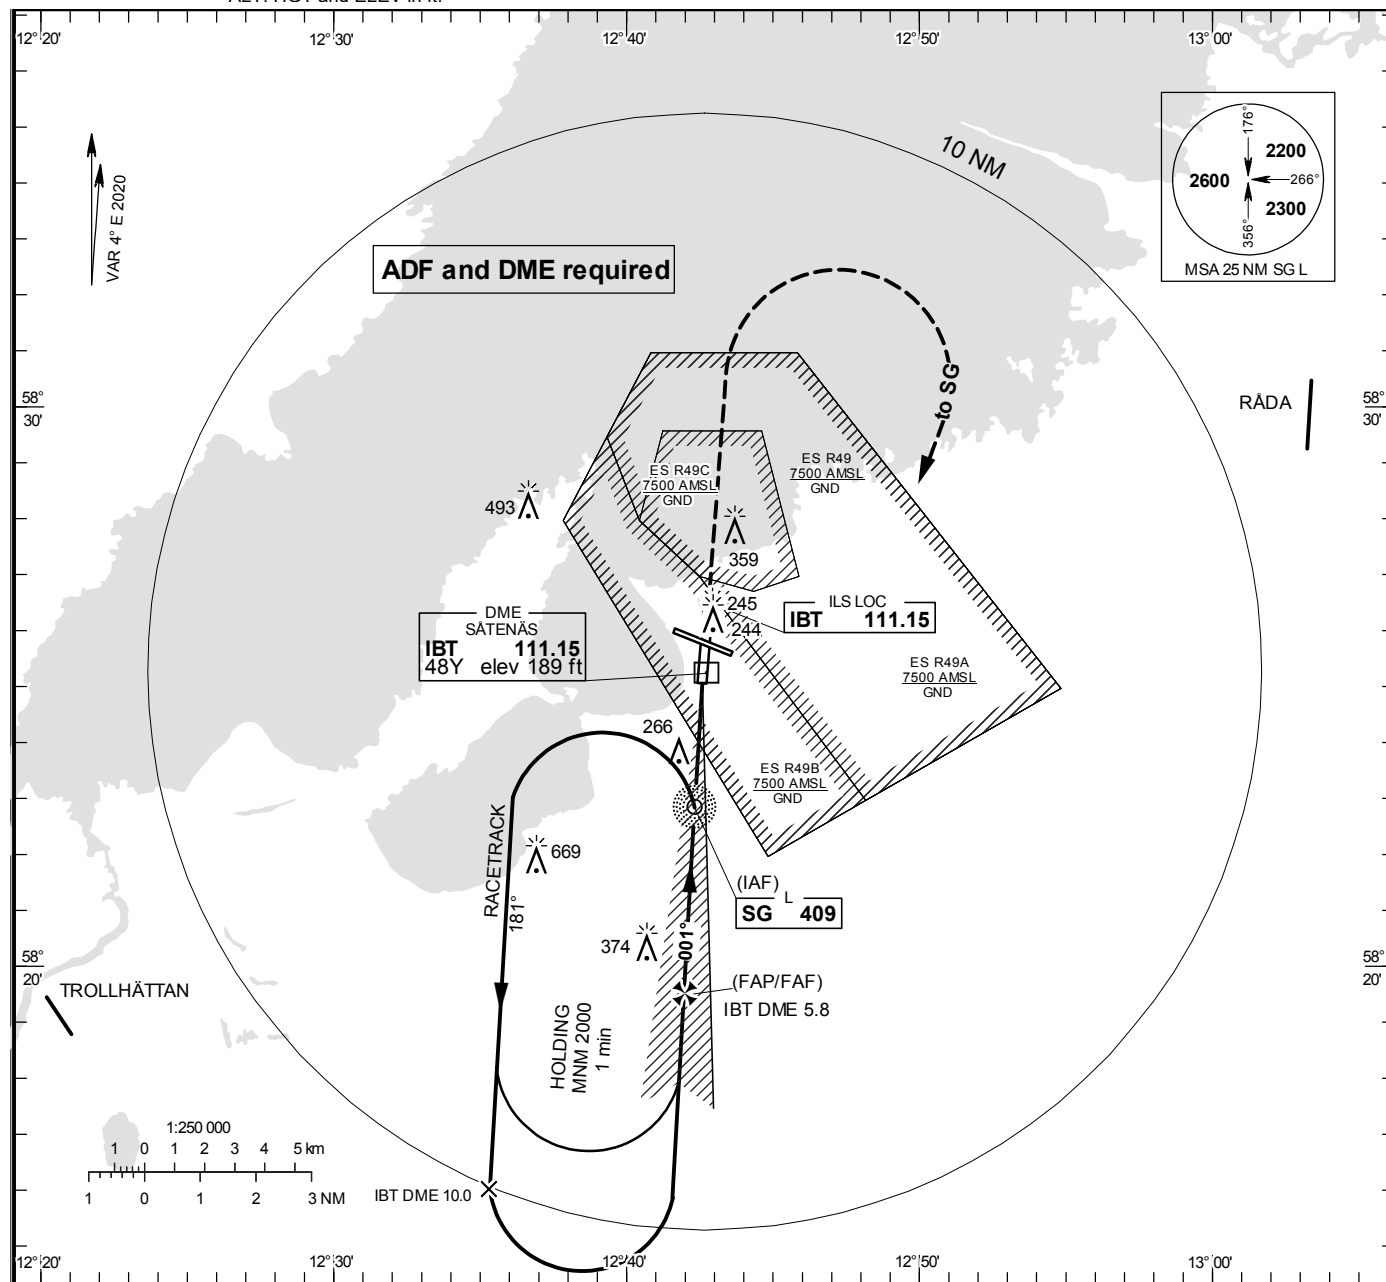 12°20'
12°30'
12°40'
12°50'
13°00'
176°
2200
2600
266°
2300
356°
MSA 25 NM SG L
10 NM
VAR 4° E 2020
ADF and DME required
to SG
58°
30'
58°
30'
RÅDA
ES R49C
7500 AMSL
GND
ES R49
7500 AMSL
GND
493
359
245
244
ILS LOC
IBT 111.15
DME
SÅTENÄS
IBT 111.15
48Y elev 189 ft
ES R49A
7500 AMSL
GND
266
ES R49B
7500 AMSL
GND
RACETRACK
181°
669
(IAF)
L
SG 409
374
001°
58°
20'
58°
20'
TROLLHÄTTAN
(FAP/FAF)
IBT DME 5.8
HOLDING
MNM 2000
1 min
1:250 000
1 0 1 2 3 4 5 km
1 0 1 2 3 NM
IBT DME 10.0
12°20'
12°30'
12°40'
12°50'
13°00'